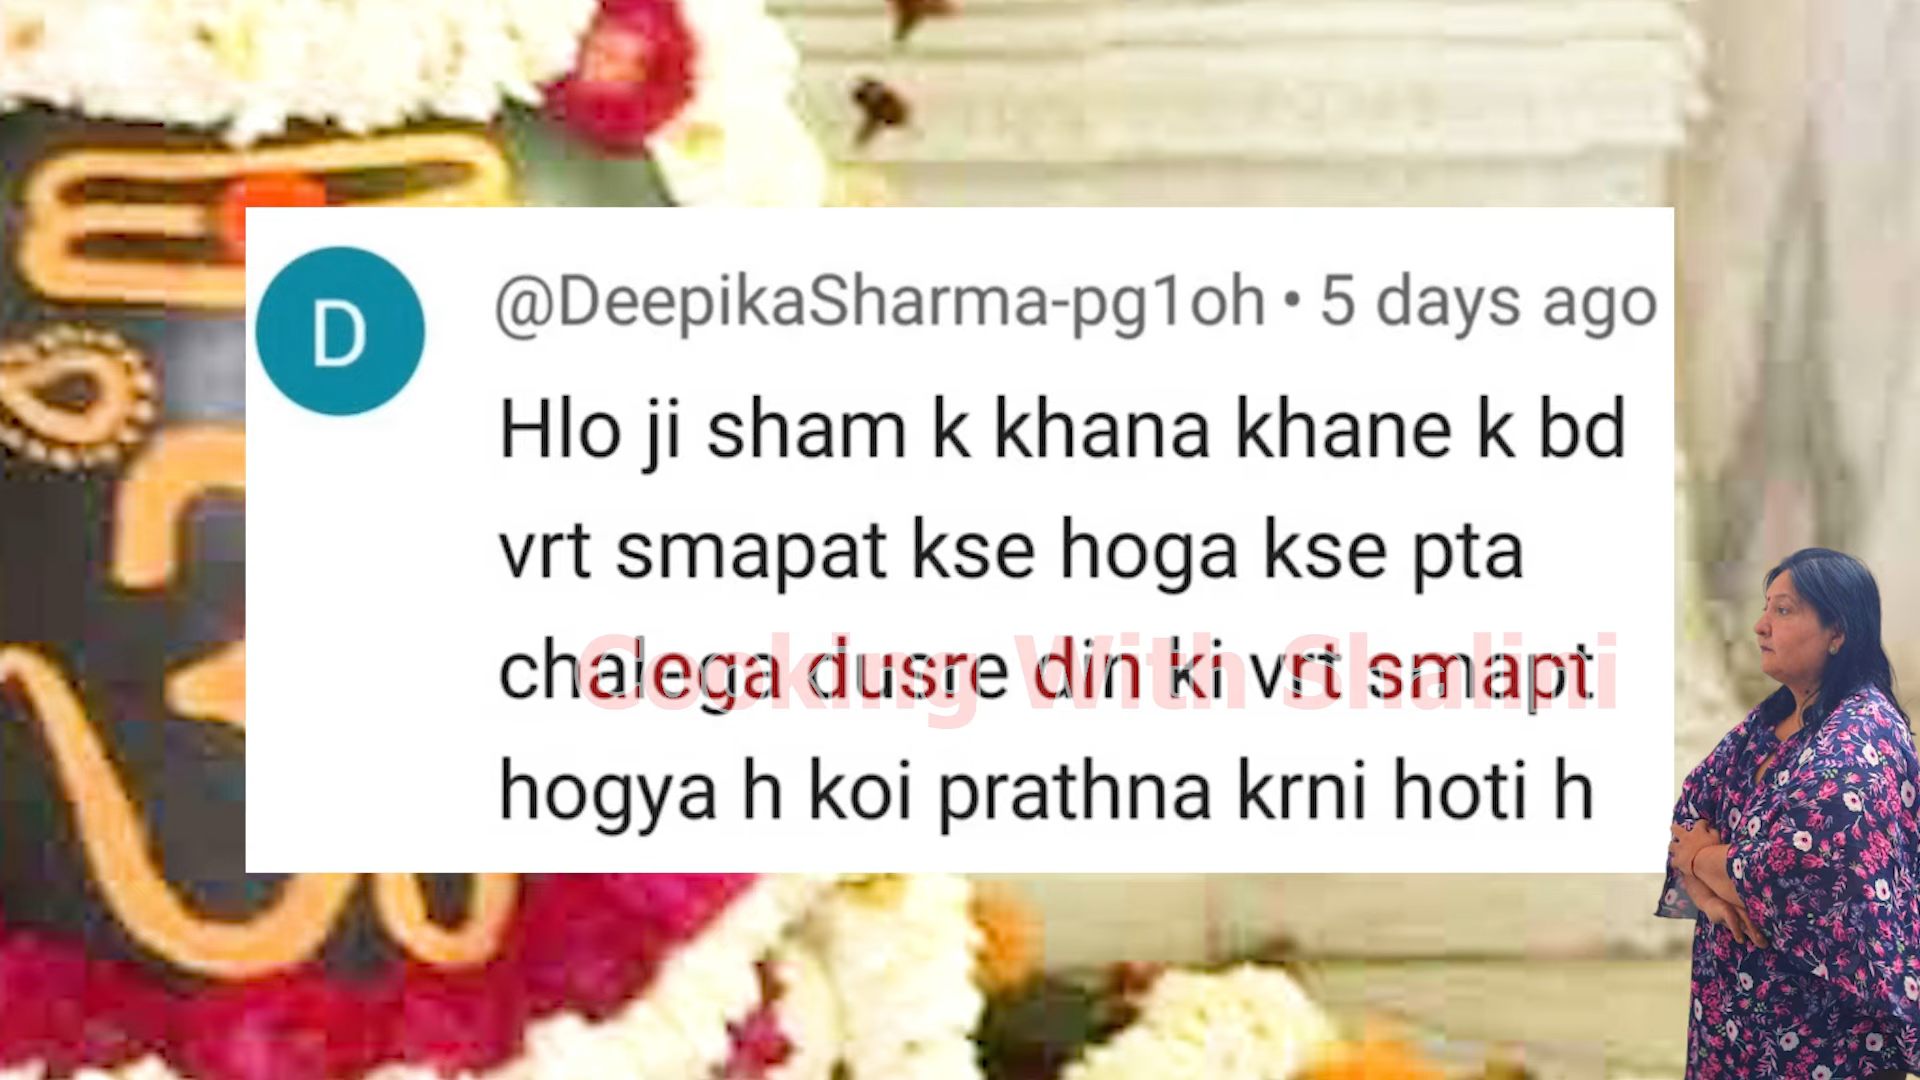 D
@DeepikaSharma-pg1oh • 5 days ago
Hlo ji sham k khana khane k bd
vrt smapat kse hoga kse pta
chalega dusre din ki vrt smapt
Cooking With Shalini
hogya h koi prathna krni hoti h